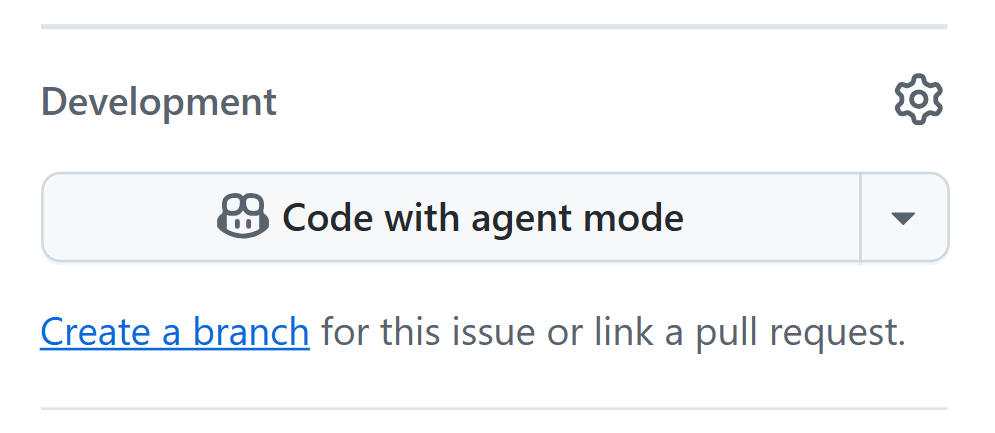 Development
Code with agent mode
Create a branch for this issue or link a pull request.